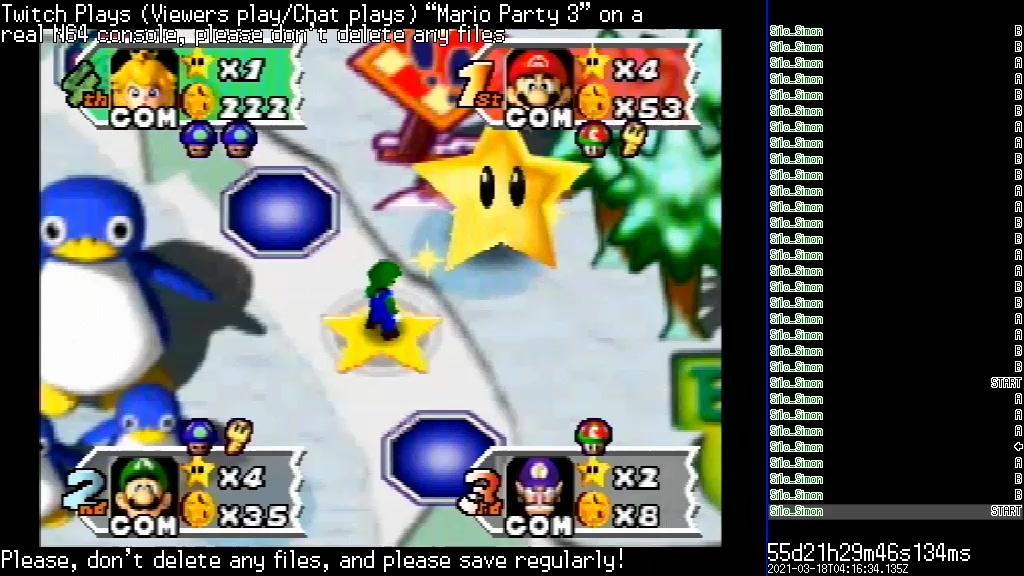 Twitch Plays (Viewers play/Chat plays) “Mario Party 3” on a
real N64 console, please don't delete any files
4th COM x1 222
1st COM x4 x53
2nd COM x4 x35
3rd COM x2 x8
Please, don't delete any files, and please save regularly!
Silo_Simon B
Silo_Simon B
Silo_Simon A
Silo_Simon A
Silo_Simon B
Silo_Simon B
Silo_Simon A
Silo_Simon A
Silo_Simon B
Silo_Simon B
Silo_Simon A
Silo_Simon A
Silo_Simon B
Silo_Simon B
Silo_Simon A
Silo_Simon A
Silo_Simon B
Silo_Simon B
Silo_Simon A
Silo_Simon A
Silo_Simon B
Silo_Simon B
Silo_Simon START
Silo_Simon A
Silo_Simon A
Silo_Simon A
Silo_Simon <
Silo_Simon A
Silo_Simon B
Silo_Simon B
Silo_Simon START
55d21h29m46s134ms
2021-03-18T04:16:34.135Z